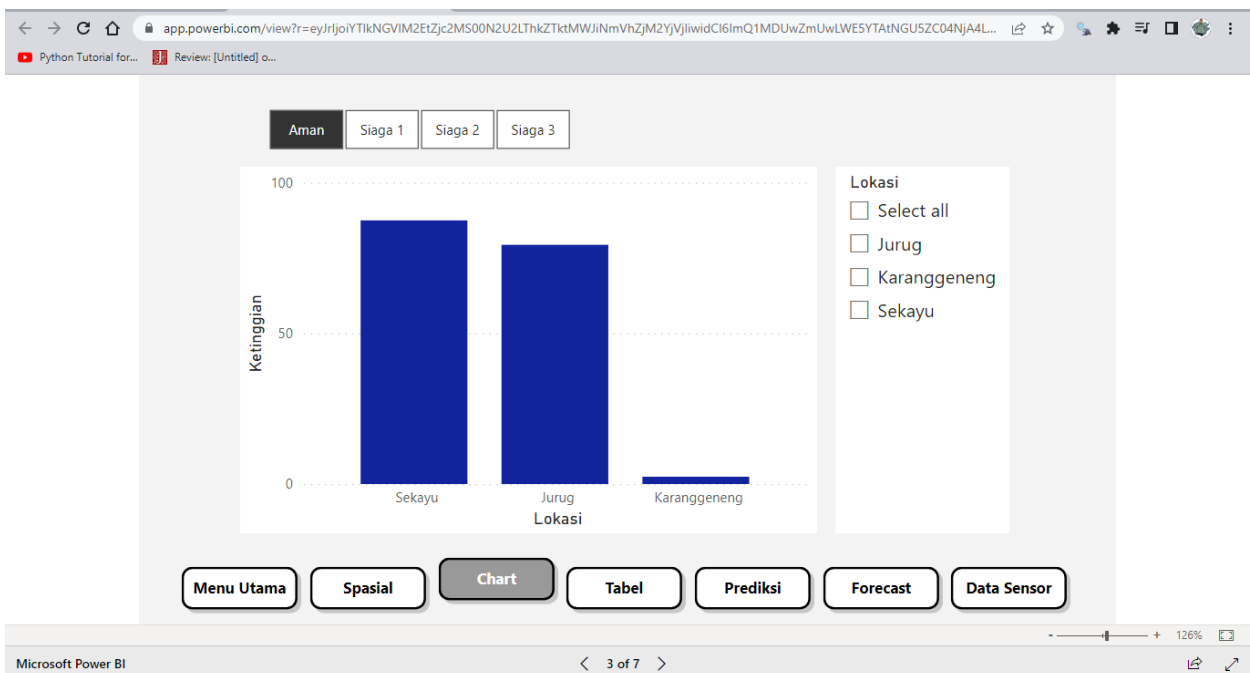 app.powerbi.com/view?r=eyJrIjoiYTlkNGVlM2EtZjc2MS00N2U2LThkZTktMWJiNmVhZjM2YjVjIiwidCI6ImQ1MDUwZmUwLWE5YTAtNGU5ZC04NjA4L...
Python Tutorial for...
Review: [Untitled] o...
Aman
Siaga 1
Siaga 2
Siaga 3
100
50
0
Ketinggian
Sekayu
Jurug
Karanggeneng
Lokasi
Lokasi
Select all
Jurug
Karanggeneng
Sekayu
Menu Utama
Spasial
Chart
Tabel
Prediksi
Forecast
Data Sensor
- + 126%
Microsoft Power BI
3 of 7